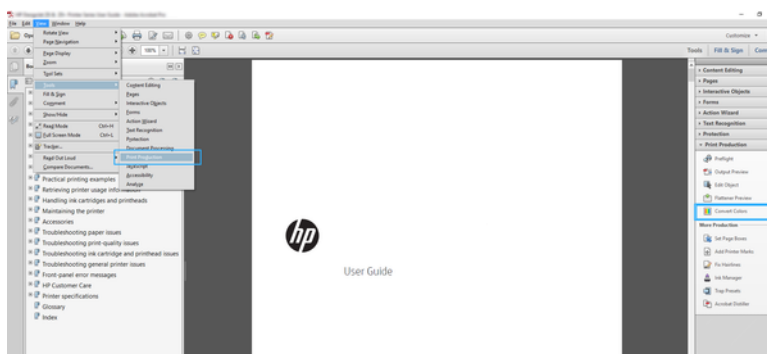 File Edit View Window Help
Customize
Tools Fill & Sign Com
100%
Rotate View
Page Navigation
Page Display
Zoom
Tool Sets
Tools
Fill & Sign
Comment
Show/Hide
Read Mode Ctrl+H
Full Screen Mode Ctrl+L
Tracker...
Read Out Loud
Compare Documents...
Content Editing
Pages
Interactive Objects
Forms
Action Wizard
Text Recognition
Protection
Document Processing
Print Production
JavaScript
Accessibility
Analyze
Practical printing examples
Retrieving printer usage information
Handling ink cartridges and printheads
Maintaining the printer
Accessories
Troubleshooting paper issues
Troubleshooting print-quality issues
Troubleshooting ink cartridge and printhead issues
Troubleshooting general printer issues
Front-panel error messages
HP Customer Care
Printer specifications
Glossary
Index
hp
User Guide
Content Editing
Pages
Interactive Objects
Forms
Action Wizard
Text Recognition
Protection
Print Production
Preflight
Output Preview
Edit Object
Flattener Preview
Convert Colors
More Production
Set Page Boxes
Add Printer Marks
Fix Hairlines
Ink Manager
Trap Presets
Acrobat Distiller